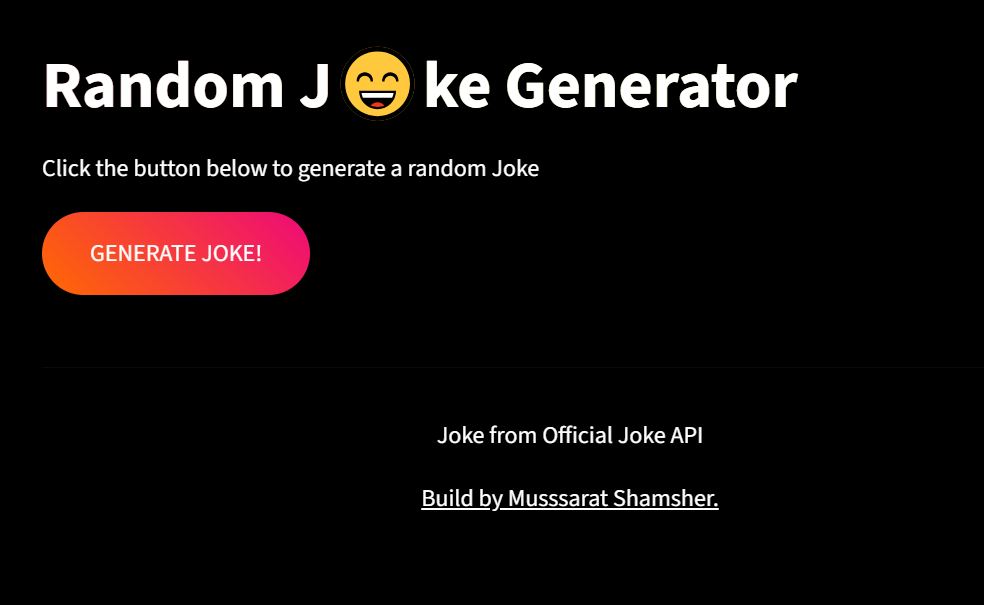 Random J😄ke Generator
Click the button below to generate a random Joke
GENERATE JOKE!
Joke from Official Joke API
Build by Musssarat Shamsher.